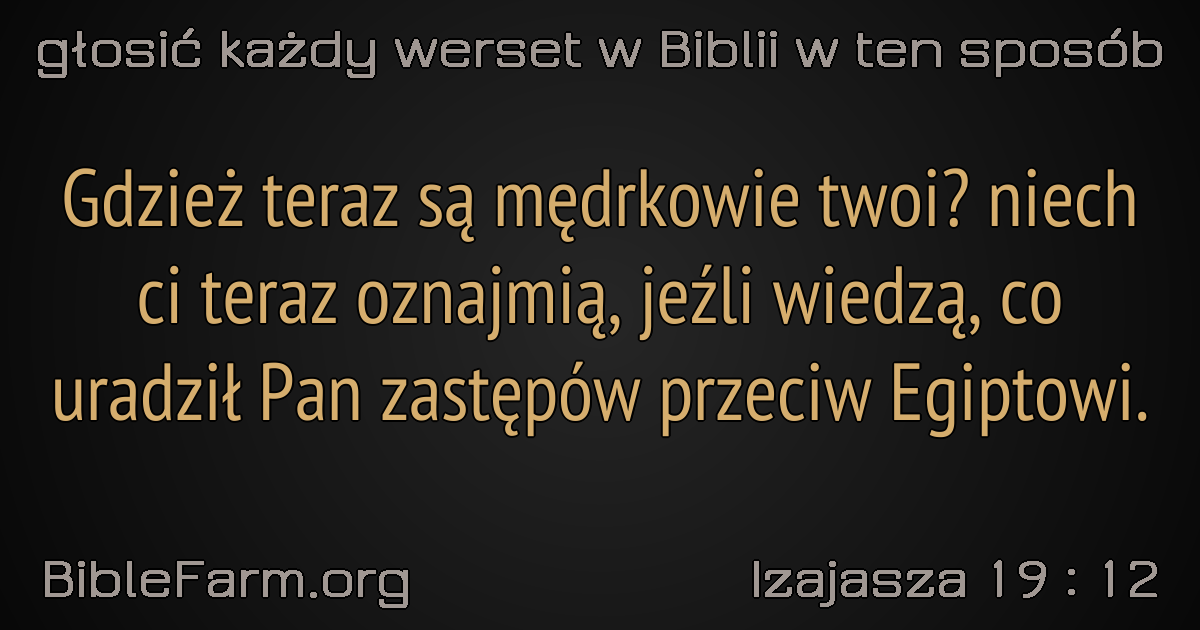 głosić każdy werset w Biblii w ten sposób
Gdzież teraz są mędrkowie twoi? niech
ci teraz oznajmią, jeźli wiedzą, co
uradził Pan zastępów przeciw Egiptowi.
BibleFarm.org
Izajasza 19 : 12